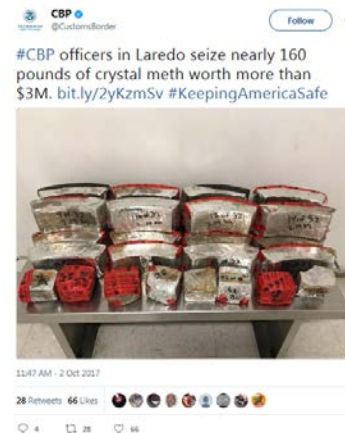 CBP
@CustomsBorder
Follow
#CBP officers in Laredo seize nearly 160
pounds of crystal meth worth more than
$3M. bit.ly/2yKzmSv #KeepingAmericaSafe
11:47 AM - 2 Oct 2017
28 Retweets 66 Likes
4 28 66